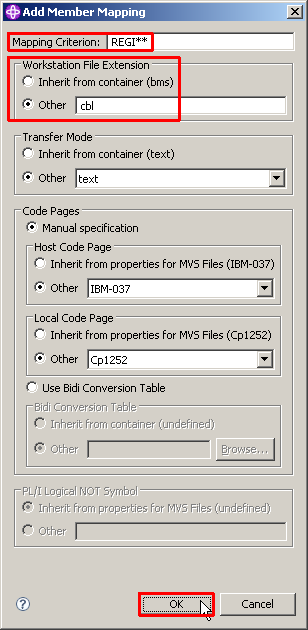 Add Member Mapping
Mapping Criterion: REGI**
Workstation File Extension
Inherit from container (bms)
Other cbl
Transfer Mode
Inherit from container (text)
Other text
Code Pages
Manual specification
Host Code Page
Inherit from properties for MVS Files (IBM-037)
Other IBM-037
Local Code Page
Inherit from properties for MVS Files (Cp1252)
Other Cp1252
Use Bidi Conversion Table
Bidi Conversion Table
Inherit from container (undefined)
Other Browse...
PL/I Logical NOT Symbol
Inherit from properties for MVS Files (undefined)
Other
? OK Cancel